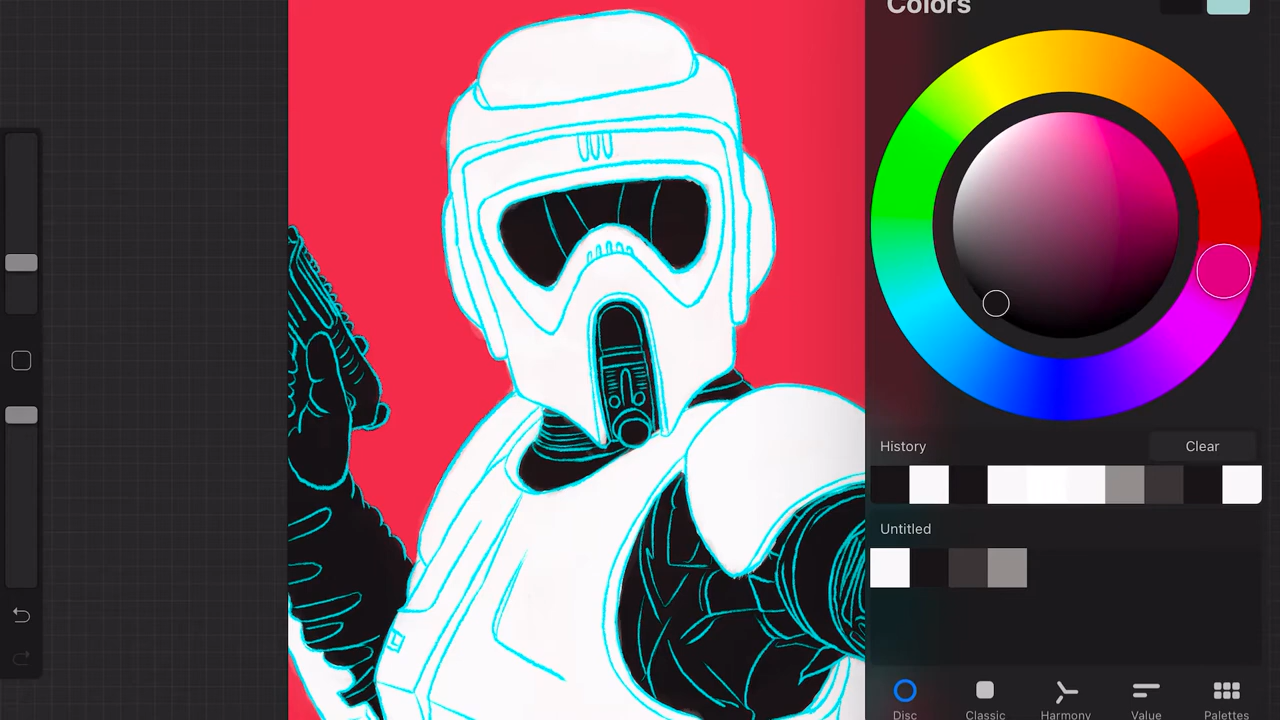 Colors
History
Clear
Untitled
Disc
Classic
Harmony
Value
Palettes